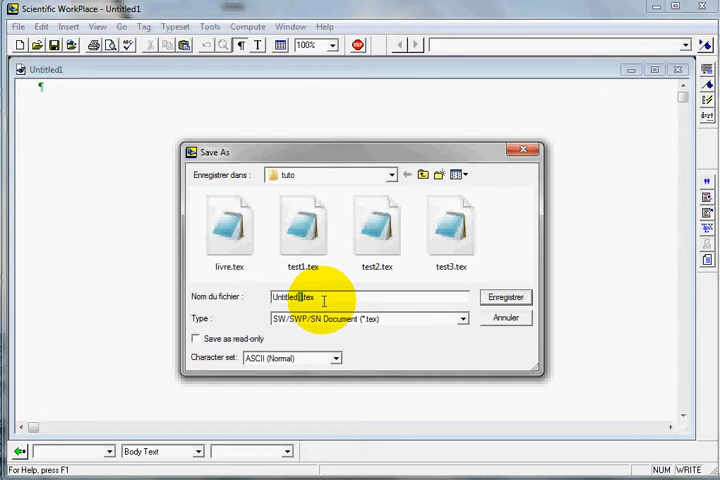 Scientific WorkPlace - Untitled1
File Edit Insert View Go Tag Typeset Tools Compute Window Help
100%
Untitled1
Save As
Enregistrer dans : tuto
livre.tex test1.tex test2.tex test3.tex
Nom du fichier : Untitled1.tex Enregistrer
Type : SW/SWP/SN Document (*.tex) Annuler
Save as read-only
Character set: ASCII (Normal)
Body Text
For Help, press F1 NUM WRITE